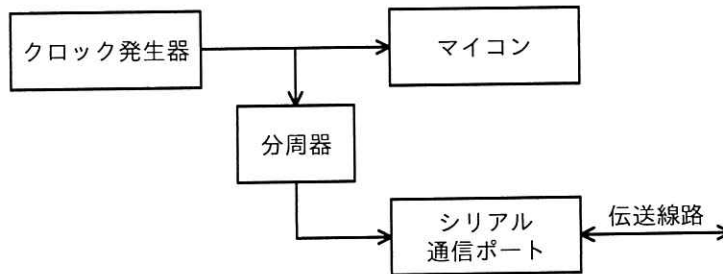 クロック発生器
マイコン
分周器
シリアル
通信ポート
伝送線路